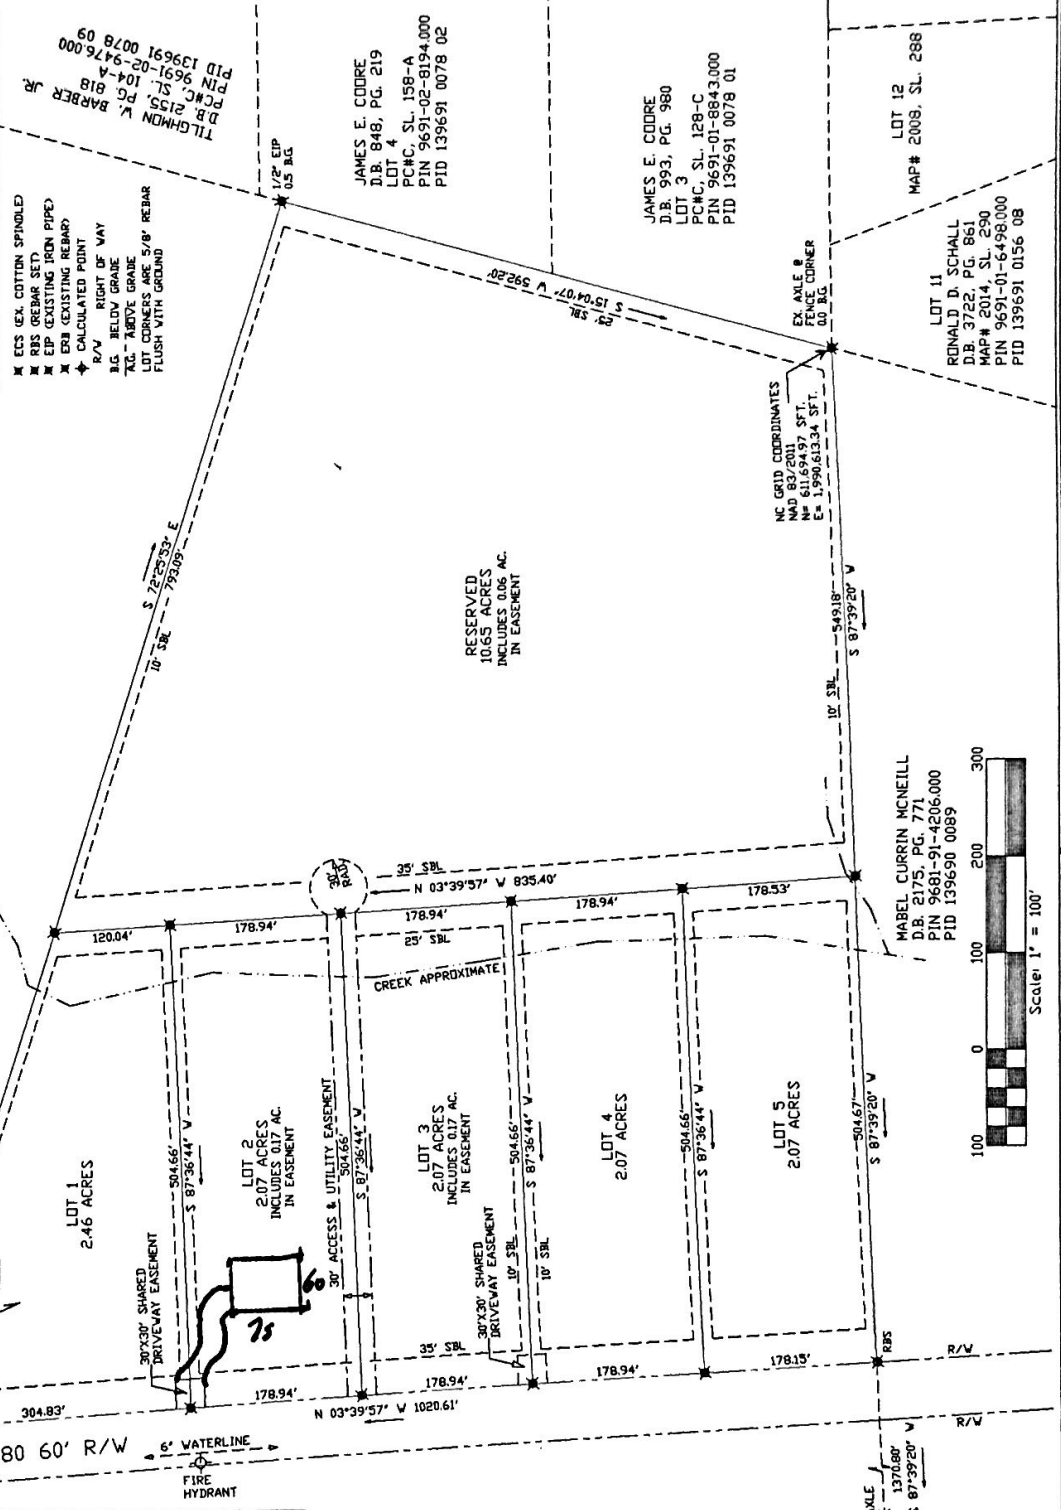 TILGHMON W. BARBER JR.
D.B. 2155, PG. 818
PC#C, SL. 104-A
PIN 9691-02-9476.000
PID 139691 0078 09
ECS (EX. COTTON SPINDLE)
RBS (REBAR SET)
EIP (EXISTING IRON PIPE)
ERB (EXISTING REBAR)
CALCULATED POINT
R/W RIGHT OF WAY
B.G. BELOW GRADE
A.G. - ABOVE GRADE
LOT CORNERS ARE 5/8" REBAR
FLUSH WITH GROUND
1/2" EIP
0.5 B.G.
JAMES E. COORE
D.B. 848, PG. 219
LOT 4
PC#C, SL. 158-A
PIN 9691-02-8194.000
PID 139691 0078 02
JAMES E. COORE
D.B. 993, PG. 980
LOT 3
PC#C, SL. 128-C
PIN 9691-01-8843.000
PID 139691 0078 01
LOT 12
MAP# 2008, SL. 288
LOT 11
RONALD D. SCHALL
D.B. 3722, PG. 861
MAP# 2014, SL. 290
PIN 9691-01-6498.000
PID 139691 0156 08
EX. AXLE @
FENCE CORNER
0.0 B.G.
S 15°04'07" W 592.20'
25' SBL
NC GRID COORDINATES
NAD 83/2011
N= 611,694.97 SFT.
E= 1,990,613.34 SFT.
S 72°25'53" E
793.09'
10' SBL
RESERVED
10.65 ACRES
INCLUDES 0.06 AC.
IN EASEMENT
10' SBL
549.18'
S 87°39'20" W
MABEL CURRIN MCNEILL
D.B. 2175, PG. 771
PIN 9681-91-4206.000
PID 139690 0089
100 0 100 200 300
Scale: 1" = 100'
30' RAD.
35' SBL
N 03°39'57" W 835.40'
120.04'
178.94'
178.94'
178.94'
178.53'
25' SBL
CREEK APPROXIMATE
LOT 1
2.46 ACRES
504.66'
S 87°36'44" W
LOT 2
2.07 ACRES
INCLUDES 0.17 AC.
IN EASEMENT
30' ACCESS & UTILITY EASEMENT
504.66'
S 87°36'44" W
LOT 3
2.07 ACRES
INCLUDES 0.17 AC.
IN EASEMENT
504.66'
S 87°36'44" W
10' SBL
10' SBL
LOT 4
2.07 ACRES
504.66'
S 87°36'44" W
LOT 5
2.07 ACRES
504.67'
S 87°39'20" W
30'X30' SHARED
DRIVEWAY EASEMENT
60
75
30'X30' SHARED
DRIVEWAY EASEMENT
35' SBL
304.83'
178.94'
178.94'
178.94'
178.15'
RBS
N 03°39'57" W 1020.61'
R/W
R/W
80 60' R/W
6" WATERLINE
FIRE
HYDRANT
AXLE
1370.80'
S 87°39'20" W